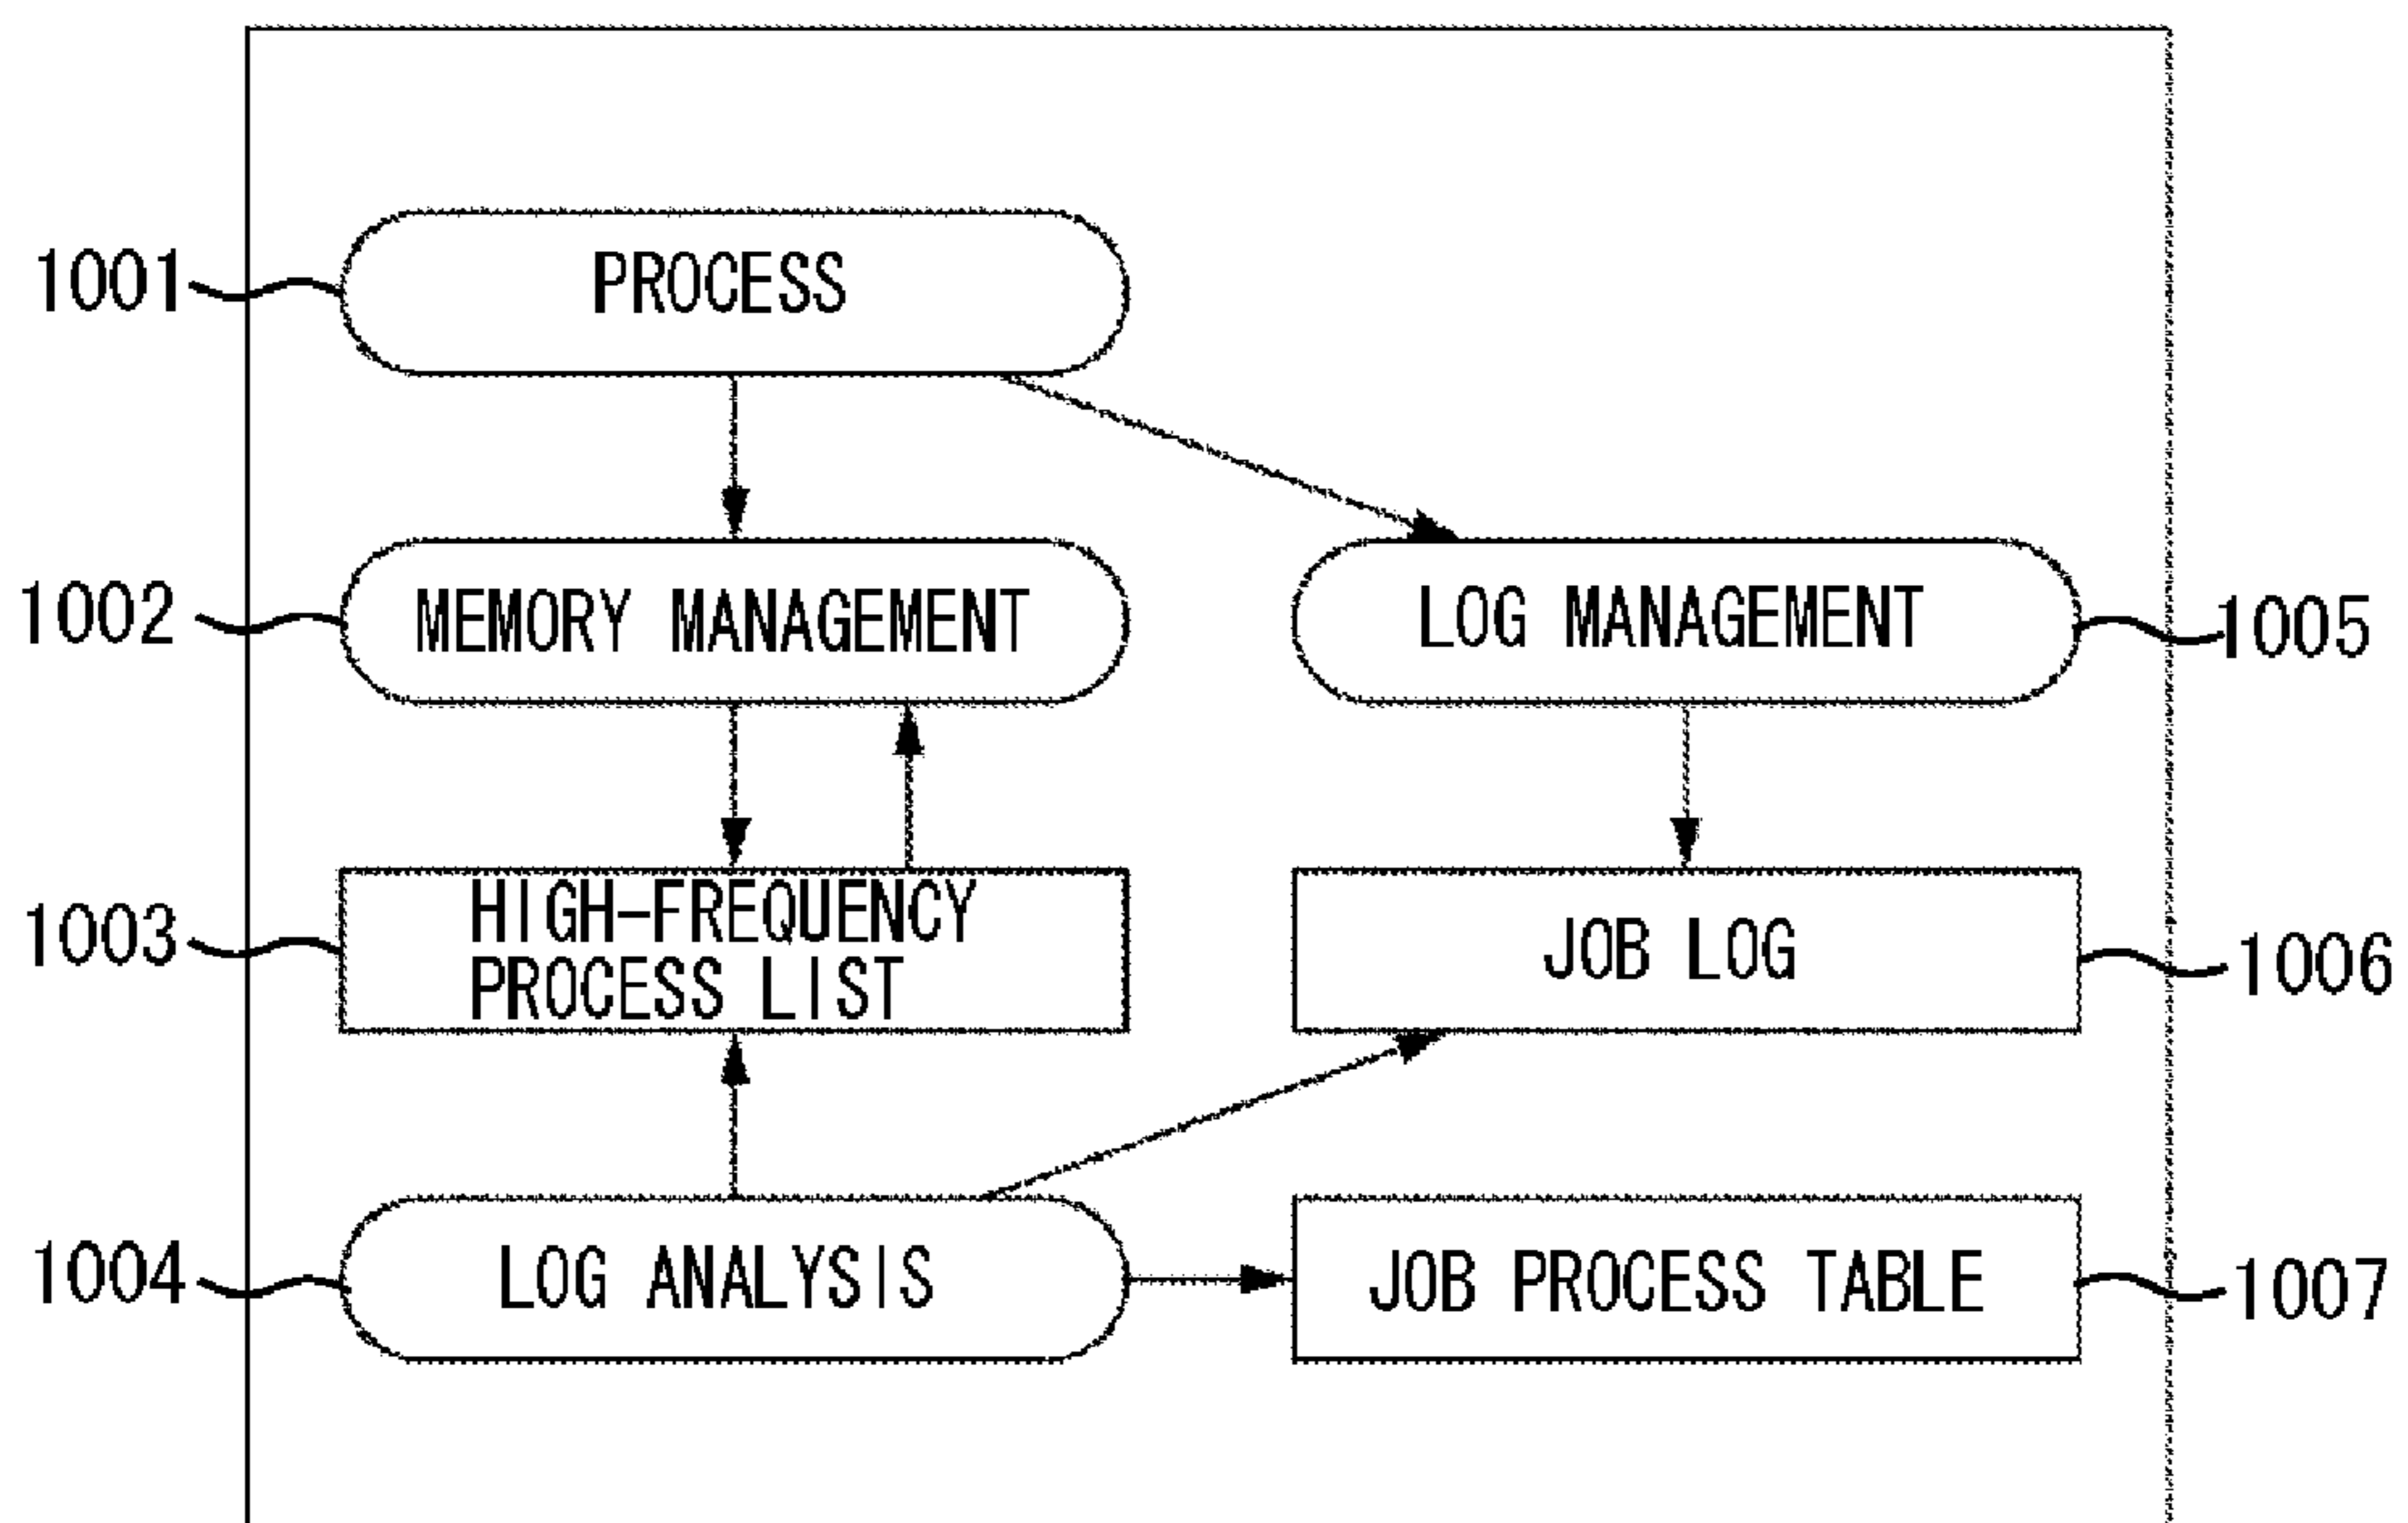 1001
PROCESS
1002
MEMORY MANAGEMENT
LOG MANAGEMENT
1005
1003
HIGH-FREQUENCY
PROCESS LIST
JOB LOG
1006
1004
LOG ANALYSIS
JOB PROCESS TABLE
1007